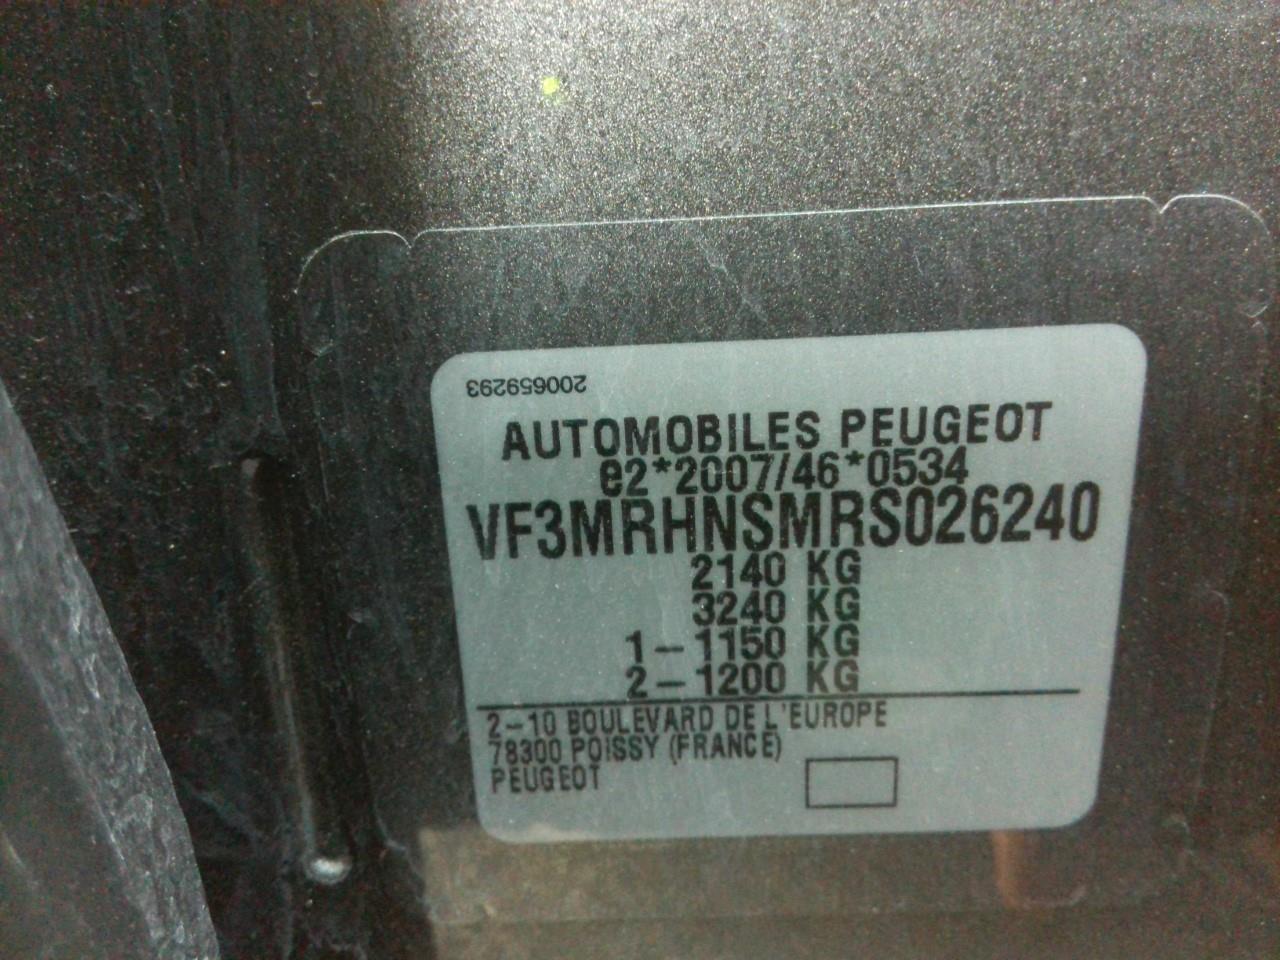 200659293
AUTOMOBILES PEUGEOT
e2*2007/46*0534
VF3MRHNSMRS026240
2140 KG
3240 KG
1-1150 KG
2-1200 KG
2-10 BOULEVARD DE L'EUROPE
78300 POISSY (FRANCE)
PEUGEOT